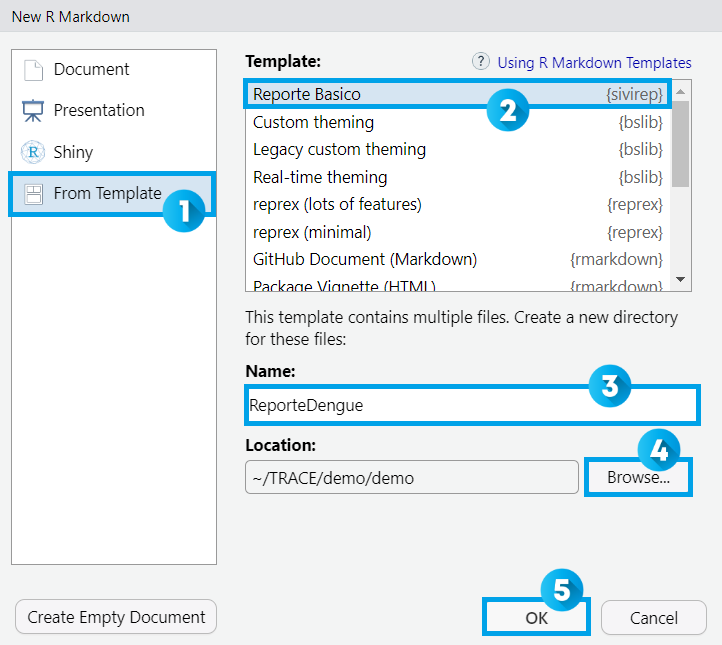 New R Markdown
Document
Presentation
R
Shiny
From Template
1
Template:
? Using R Markdown Templates
Reporte Basico {sivirep}
2
Custom theming {bslib}
Legacy custom theming {bslib}
Real-time theming {bslib}
reprex (lots of features) {reprex}
reprex (minimal) {reprex}
GitHub Document (Markdown) {rmarkdown}
Package Vignette (HTML) {rmarkdown}
This template contains multiple files. Create a new directory
for these files:
Name:
3
ReporteDengue
Location:
4
~/TRACE/demo/demo
Browse...
5
Create Empty Document
OK
Cancel